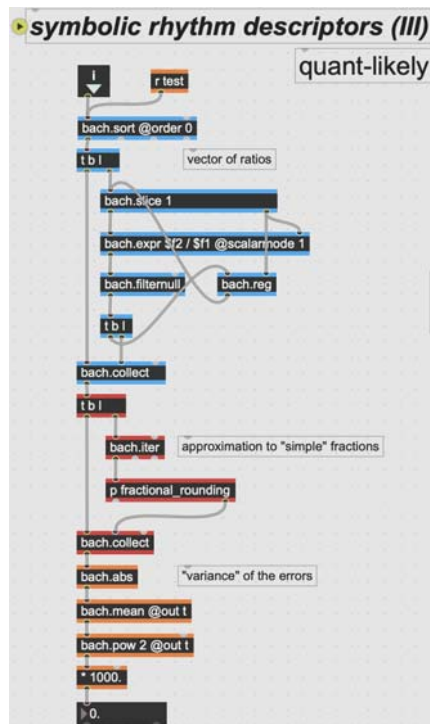 symbolic rhythm descriptors (III)
quant-likely
i
r test
bach.sort @order 0
t b l
vector of ratios
bach.slice 1
bach.expr $f2 / $f1 @scalarmode 1
bach.filternull
bach.reg
t b l
bach.collect
t b l
bach.iter
approximation to "simple" fractions
p fractional_rounding
bach.collect
bach.abs
"variance" of the errors
bach.mean @out t
bach.pow 2 @out t
* 1000.
0.